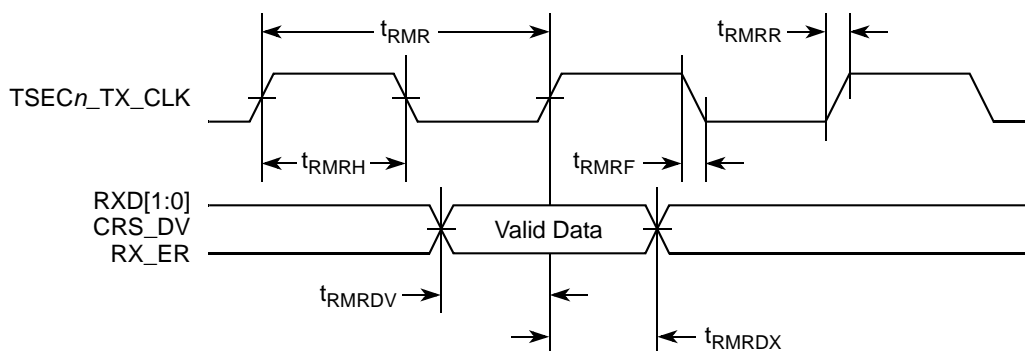 tRMR
tRMRR
TSECn_TX_CLK
tRMRH
tRMRF
RXD[1:0]
CRS_DV
RX_ER
Valid Data
tRMRDV
tRMRDX